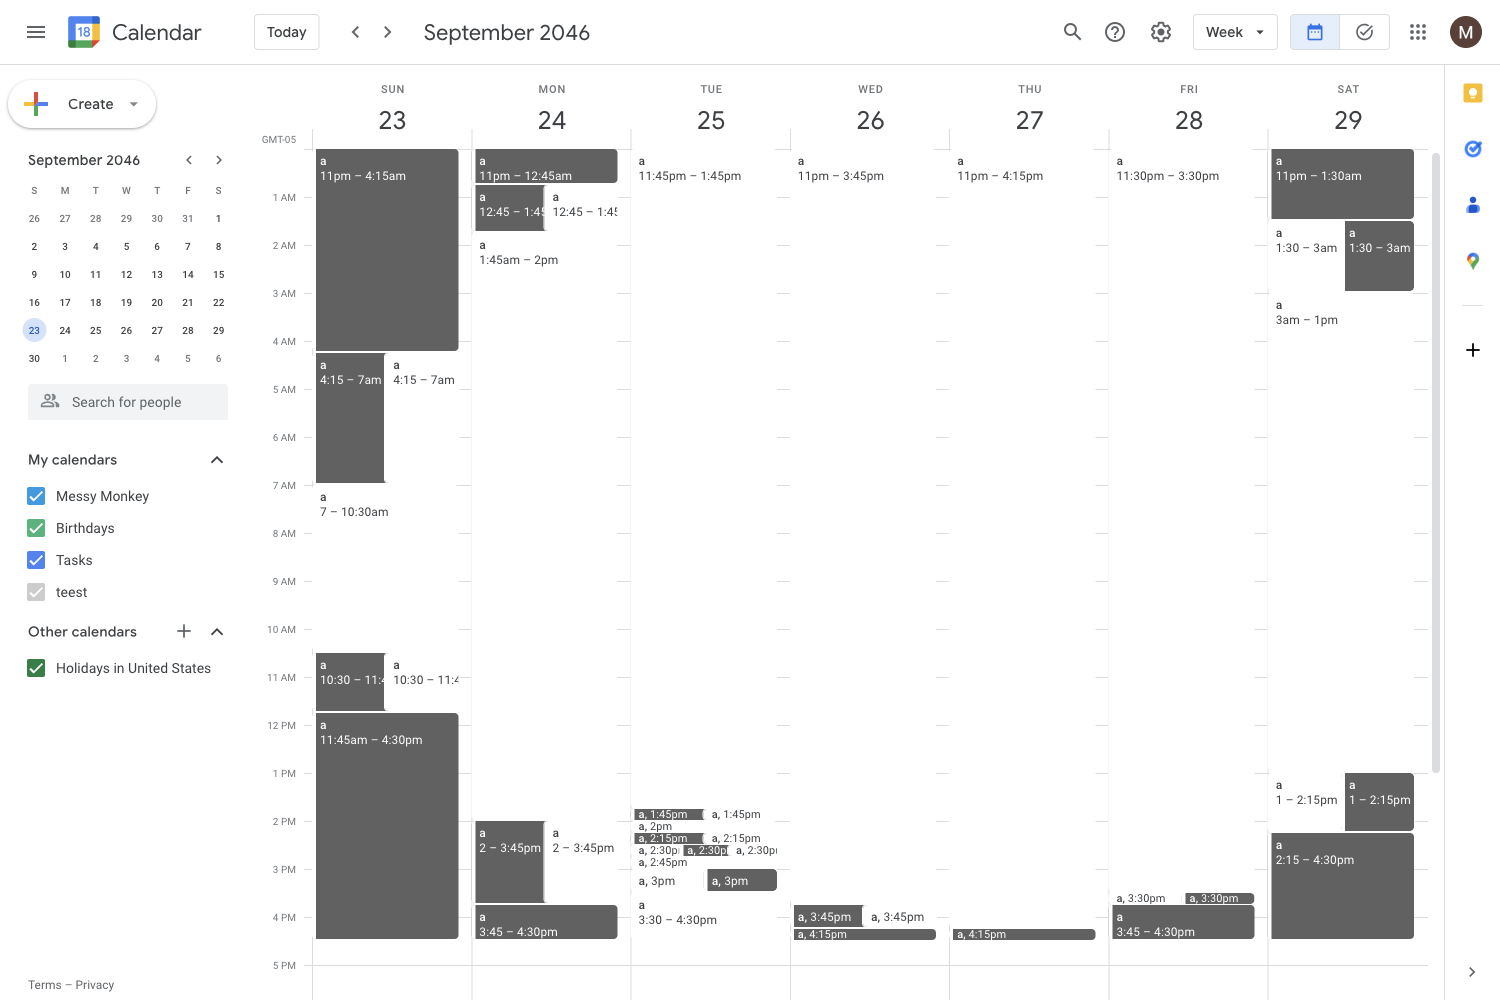 18 Calendar Today September 2046 Week M
Create
September 2046
S M T W T F S
26 27 28 29 30 31 1
2 3 4 5 6 7 8
9 10 11 12 13 14 15
16 17 18 19 20 21 22
23 24 25 26 27 28 29
30 1 2 3 4 5 6
Search for people
My calendars
Messy Monkey
Birthdays
Tasks
teest
Other calendars
Holidays in United States
Terms – Privacy
SUN MON TUE WED THU FRI SAT
23 24 25 26 27 28 29
GMT-05
1 AM
2 AM
3 AM
4 AM
5 AM
6 AM
7 AM
8 AM
9 AM
10 AM
11 AM
12 PM
1 PM
2 PM
3 PM
4 PM
5 PM
a
11pm – 4:15am
a
4:15 – 7am
a
4:15 – 7am
a
7 – 10:30am
a
10:30 – 11:4
a
10:30 – 11:4
a
11:45am – 4:30pm
a
11pm – 12:45am
a
12:45 – 1:45
a
12:45 – 1:45
a
1:45am – 2pm
a
2 – 3:45pm
a
2 – 3:45pm
a
3:45 – 4:30pm
a
11:45pm – 1:45pm
a, 1:45pm
a, 1:45pm
a, 2pm
a, 2:15pm
a, 2:15pm
a, 2:30p
a, 2:30p
a, 2:30p
a, 2:45pm
a, 3pm
a, 3pm
a
3:30 – 4:30pm
a
11pm – 3:45pm
a, 3:45pm
a, 3:45pm
a, 4:15pm
a
11pm – 4:15pm
a, 4:15pm
a
11:30pm – 3:30pm
a, 3:30pm
a, 3:30pm
a
3:45 – 4:30pm
a
11pm – 1:30am
a
1:30 – 3am
a
1:30 – 3am
a
3am – 1pm
a
1 – 2:15pm
a
1 – 2:15pm
a
2:15 – 4:30pm